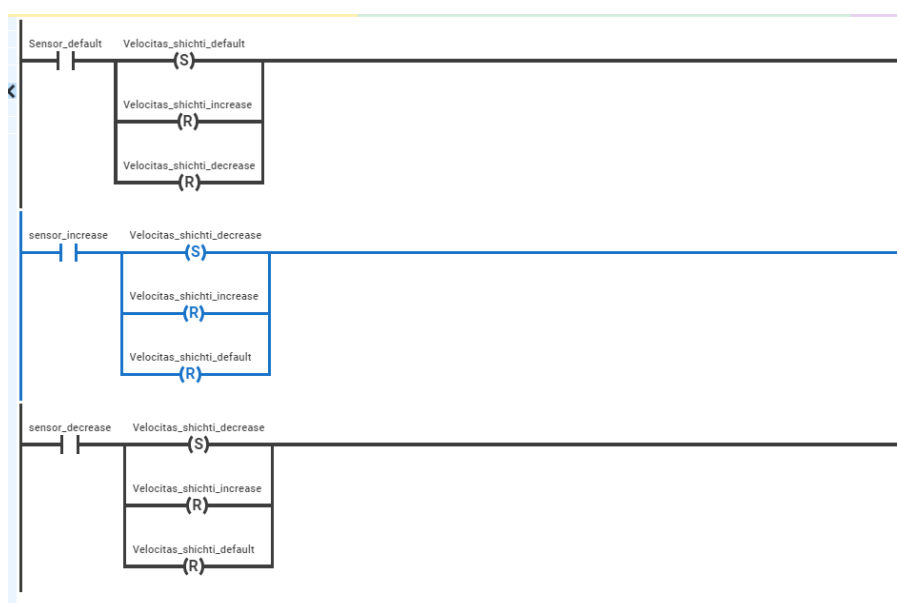 Sensor_default Velocitas_shichti_default
(S)
Velocitas_shichti_increase
(R)
Velocitas_shichti_decrease
(R)
sensor_increase Velocitas_shichti_decrease
(S)
Velocitas_shichti_increase
(R)
Velocitas_shichti_default
(R)
sensor_decrease Velocitas_shichti_decrease
(S)
Velocitas_shichti_increase
(R)
Velocitas_shichti_default
(R)